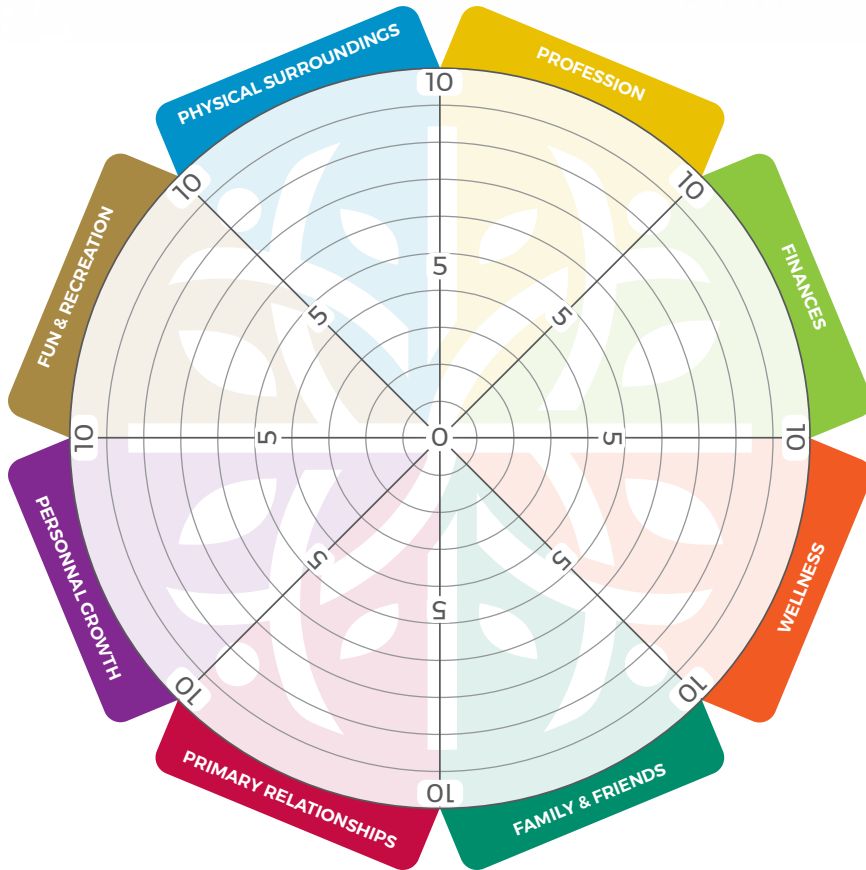 PHYSICAL SURROUNDINGS
PROFESSION
FINANCES
WELLNESS
FAMILY & FRIENDS
PRIMARY RELATIONSHIPS
PERSONNAL GROWTH
FUN & RECREATION
10
10
10
10
10
10
10
10
5
5
5
5
5
5
5
5
0